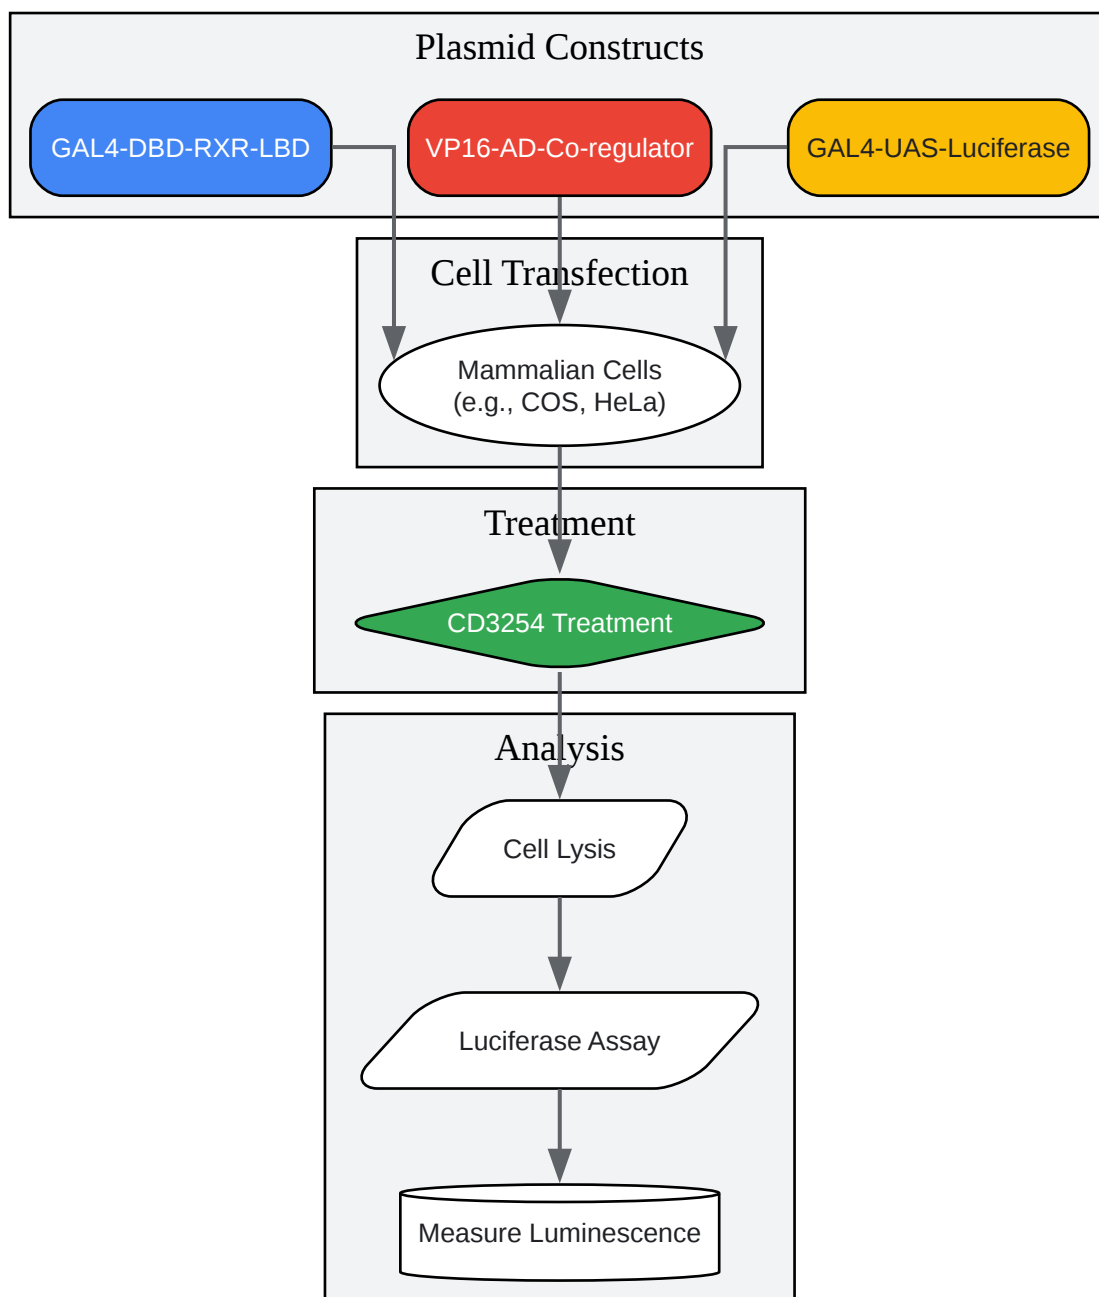 Plasmid Constructs
GAL4-DBD-RXR-LBD
VP16-AD-Co-regulator
GAL4-UAS-Luciferase
Cell Transfection
Mammalian Cells
(e.g., COS, HeLa)
Treatment
CD3254 Treatment
Analysis
Cell Lysis
Luciferase Assay
Measure Luminescence